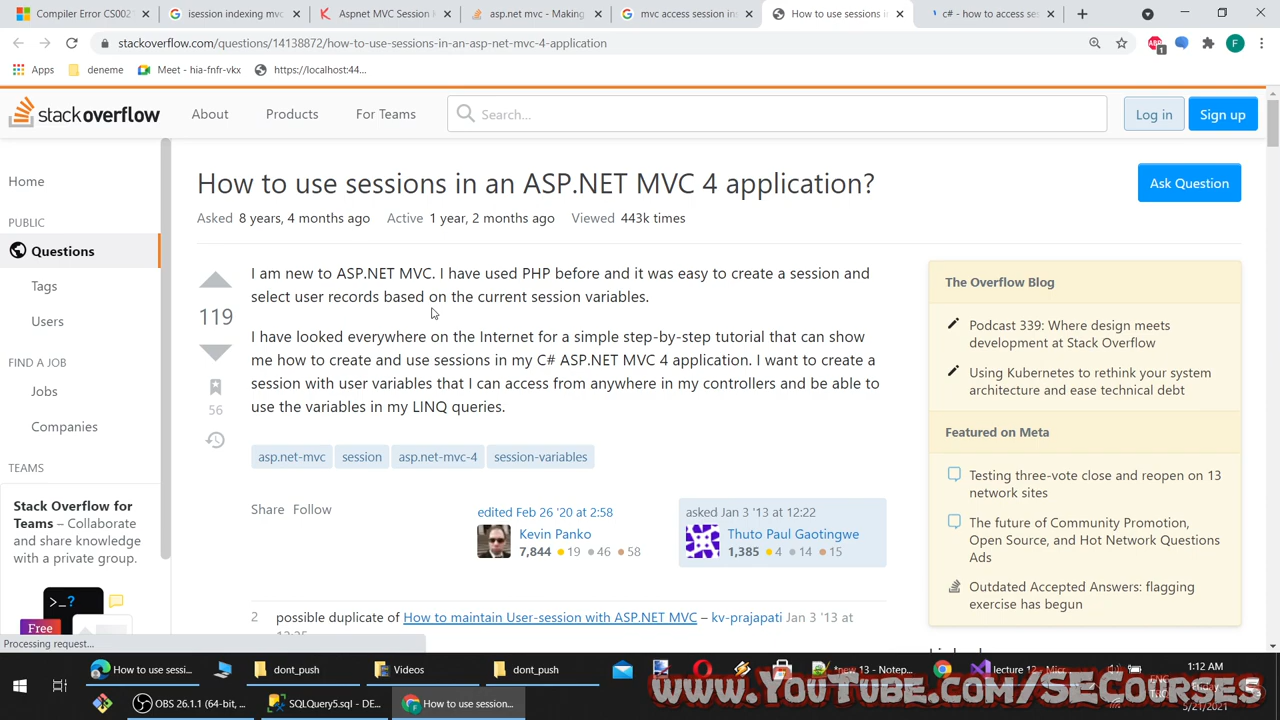 Compiler Error CS002
isession indexing mv
Aspnet MVC Session
asp.net mvc - Making
mvc access session in
How to use sessions i
c# - how to access ses
stackoverflow.com/questions/14138872/how-to-use-sessions-in-an-asp-net-mvc-4-application
1
F
Apps
deneme
Meet - hia-fnfr-vkx
https://localhost:44...
stackoverflow
About
Products
For Teams
Search...
Log in
Sign up
Home
PUBLIC
Questions
Tags
Users
FIND A JOB
Jobs
Companies
TEAMS
Stack Overflow for
Teams – Collaborate
and share knowledge
with a private group.
>_?
Free
Processing request...
How to use sessions in an ASP.NET MVC 4 application?
Ask Question
Asked 8 years, 4 months ago Active 1 year, 2 months ago Viewed 443k times
119
56
I am new to ASP.NET MVC. I have used PHP before and it was easy to create a session and
select user records based on the current session variables.
I have looked everywhere on the Internet for a simple step-by-step tutorial that can show
me how to create and use sessions in my C# ASP.NET MVC 4 application. I want to create a
session with user variables that I can access from anywhere in my controllers and be able to
use the variables in my LINQ queries.
asp.net-mvc session asp.net-mvc-4 session-variables
Share Follow
edited Feb 26 '20 at 2:58
Kevin Panko
7,844 19 46 58
asked Jan 3 '13 at 12:22
Thuto Paul Gaotingwe
1,385 4 14 15
2 possible duplicate of How to maintain User-session with ASP.NET MVC – kv-prajapati Jan 3 '13 at
The Overflow Blog
Podcast 339: Where design meets
development at Stack Overflow
Using Kubernetes to rethink your system
architecture and ease technical debt
Featured on Meta
Testing three-vote close and reopen on 13
network sites
The future of Community Promotion,
Open Source, and Hot Network Questions
Ads
Outdated Accepted Answers: flagging
exercise has begun
How to use sessi...
dont_push
Videos
dont_push
*new 13 - Notep...
lecture 12 - Micr...
1:12 AM
OBS 26.1.1 (64-bit, ...
SQLQuery5.sql - DE...
How to use session...
5/21/2021
www.YouTube.com/SECourses